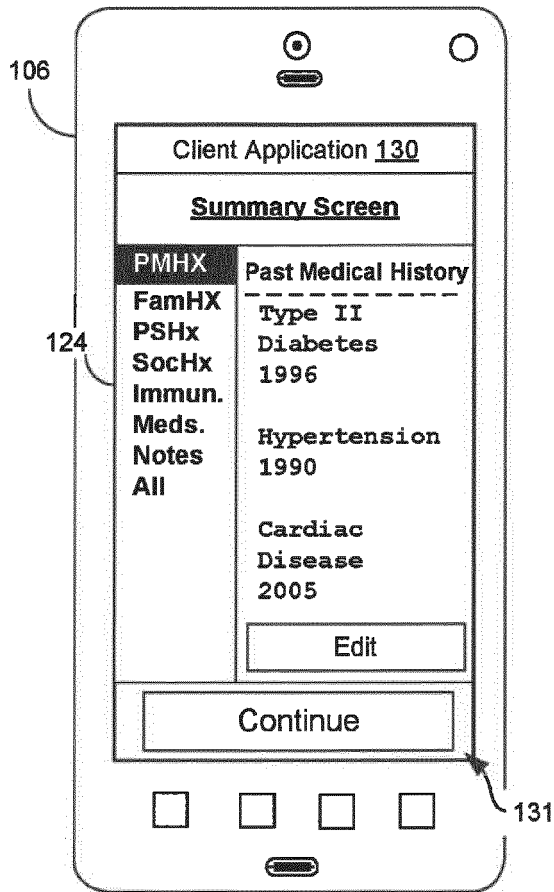 106
Client Application 130
Summary Screen
PMHX
FamHX
PSHx
SocHx
Immun.
Meds.
Notes
All
124
Past Medical History
Type II
Diabetes
1996
Hypertension
1990
Cardiac
Disease
2005
Edit
Continue
131